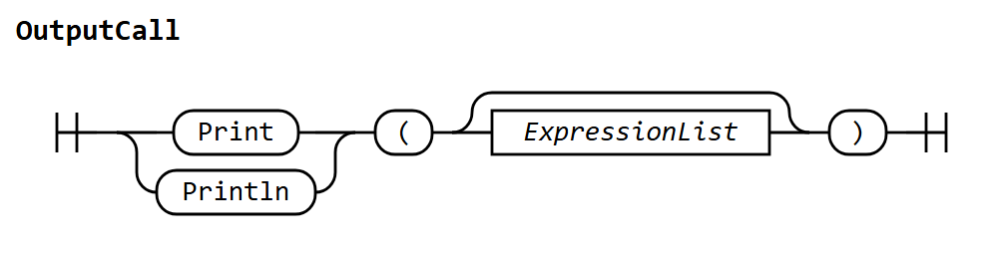 OutputCall
Print ( ExpressionList )
Println